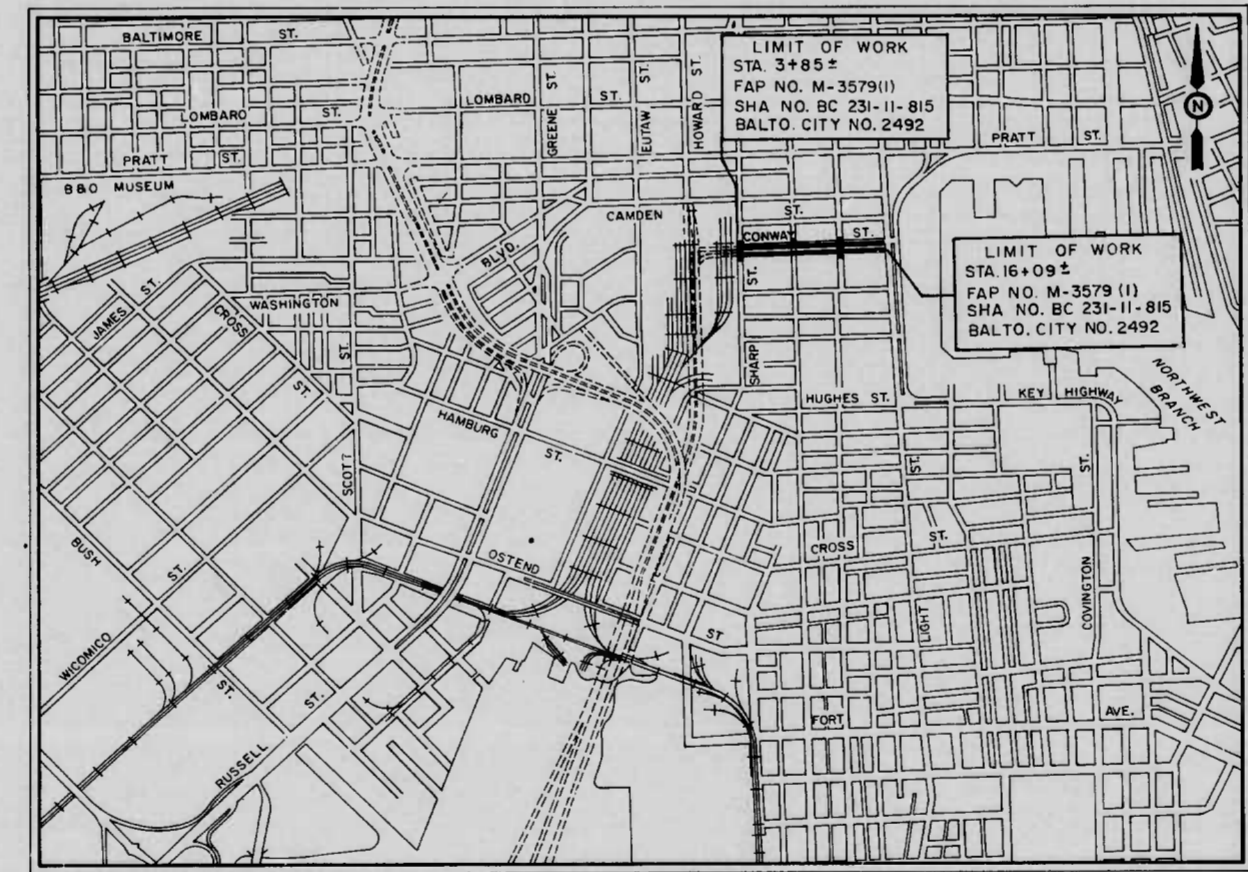 BALTIMORE ST.
LIMIT OF WORK
STA. 3+85±
FAP NO. M-3579(1)
SHA NO. BC 231-11-815
BALTO. CITY NO. 2492
N
LOMBARD ST.
LOMBARD ST.
GREENE ST.
EUTAW ST.
HOWARD ST.
PRATT ST.
PRATT ST.
B&O MUSEUM
CAMDEN ST.
CONWAY ST.
BLVD.
LIMIT OF WORK
STA. 16+09±
FAP NO. M-3579 (1)
SHA NO. BC 231-11-815
BALTO. CITY NO. 2492
JAMES ST.
CROSS ST.
WASHINGTON
SHARP ST.
HUGHES ST.
KEY HIGHWAY
NORTHWEST
BRANCH
HAMBURG ST.
SCOTT ST.
BUSH ST.
OSTEND ST
CROSS ST.
LIGHT ST.
COVINGTON ST.
WICOMICO ST.
RUSSELL ST.
FORT AVE.